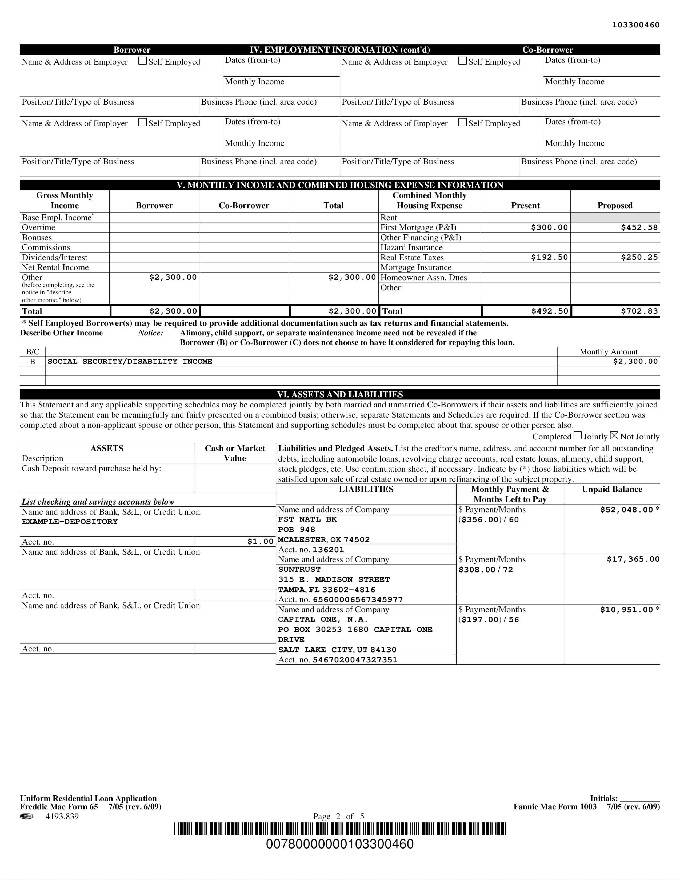 103300460
Borrower IV. EMPLOYMENT INFORMATION (cont'd) Co-Borrower
Name & Address of Employer ☐ Self Employed Dates (from-to) Name & Address of Employer ☐ Self Employed Dates (from-to)
Monthly Income Monthly Income
Position/Title/Type of Business Business Phone (incl. area code) Position/Title/Type of Business Business Phone (incl. area code)
Name & Address of Employer ☐ Self Employed Dates (from-to) Name & Address of Employer ☐ Self Employed Dates (from-to)
Monthly Income Monthly Income
Position/Title/Type of Business Business Phone (incl. area code) Position/Title/Type of Business Business Phone (incl. area code)
V. MONTHLY INCOME AND COMBINED HOUSING EXPENSE INFORMATION
Gross Monthly Income Borrower Co-Borrower Total Combined Monthly Housing Expense Present Proposed
Base Empl. Income* Rent
Overtime First Mortgage (P&I) $300.00 $452.58
Bonuses Other Financing (P&I)
Commissions Hazard Insurance
Dividends/Interest Real Estate Taxes $192.50 $250.25
Net Rental Income Mortgage Insurance
Other $2,300.00 $2,300.00 Homeowner Assn. Dues
(before completing, see the Other
notice in "describe
other income," below)
Total $2,300.00 $2,300.00 Total $492.50 $702.83
* Self Employed Borrower(s) may be required to provide additional documentation such as tax returns and financial statements.
Describe Other Income Notice: Alimony, child support, or separate maintenance income need not be revealed if the
Borrower (B) or Co-Borrower (C) does not choose to have it considered for repaying this loan.
B/C Monthly Amount
B SOCIAL SECURITY/DISABILITY INCOME $2,300.00
VI. ASSETS AND LIABILITIES
This Statement and any applicable supporting schedules may be completed jointly by both married and unmarried Co-Borrowers if their assets and liabilities are sufficiently joined
so that the Statement can be meaningfully and fairly presented on a combined basis; otherwise, separate Statements and Schedules are required. If the Co-Borrower section was
completed about a non-applicant spouse or other person, this Statement and supporting schedules must be completed about that spouse or other person also.
Completed ☐ Jointly ☒ Not Jointly
ASSETS Cash or Market Value
Description
Cash Deposit toward purchase held by:
Liabilities and Pledged Assets. List the creditor's name, address, and account number for all outstanding
debts, including automobile loans, revolving charge accounts, real estate loans, alimony, child support,
stock pledges, etc. Use continuation sheet, if necessary. Indicate by (*) those liabilities which will be
satisfied upon sale of real estate owned or upon refinancing of the subject property.
LIABILITIES Monthly Payment & Months Left to Pay Unpaid Balance
List checking and savings accounts below
Name and address of Bank, S&L, or Credit Union
EXAMPLE-DEPOSITORY
Acct. no. $1.00
Name and address of Bank, S&L, or Credit Union
Acct. no.
Name and address of Bank, S&L, or Credit Union
Acct. no.
Name and address of Company $ Payment/Months $52,048.00*
FST NATL BK ($356.00)/60
POB 948
MCALESTER, OK 74502
Acct. no. 136201
Name and address of Company $ Payment/Months $17,365.00
SUNTRUST $308.00/72
315 E. MADISON STREET
TAMPA, FL 33602-4816
Acct. no. 65600006567345977
Name and address of Company $ Payment/Months $10,951.00*
CAPITAL ONE, N.A. ($197.00)/56
PO BOX 30253 1680 CAPITAL ONE
DRIVE
SALT LAKE CITY, UT 84130
Acct. no. 5467020047327351
Uniform Residential Loan Application Initials:
Freddie Mac Form 65 7/05 (rev. 6/09) Fannie Mae Form 1003 7/05 (rev. 6/09)
4193.839 Page 2 of 5
00780000000103300460